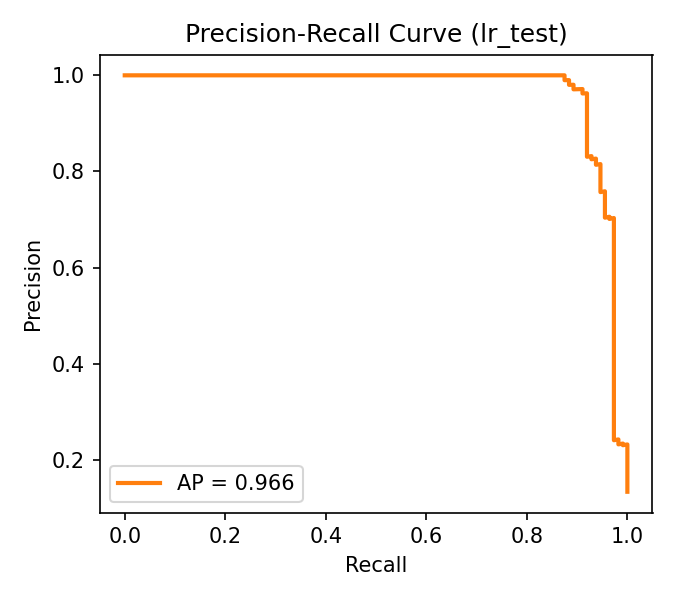 Precision-Recall Curve (lr_test)
1.0
0.8
0.6
0.4
0.2
Precision
AP = 0.966
0.0 0.2 0.4 0.6 0.8 1.0
Recall